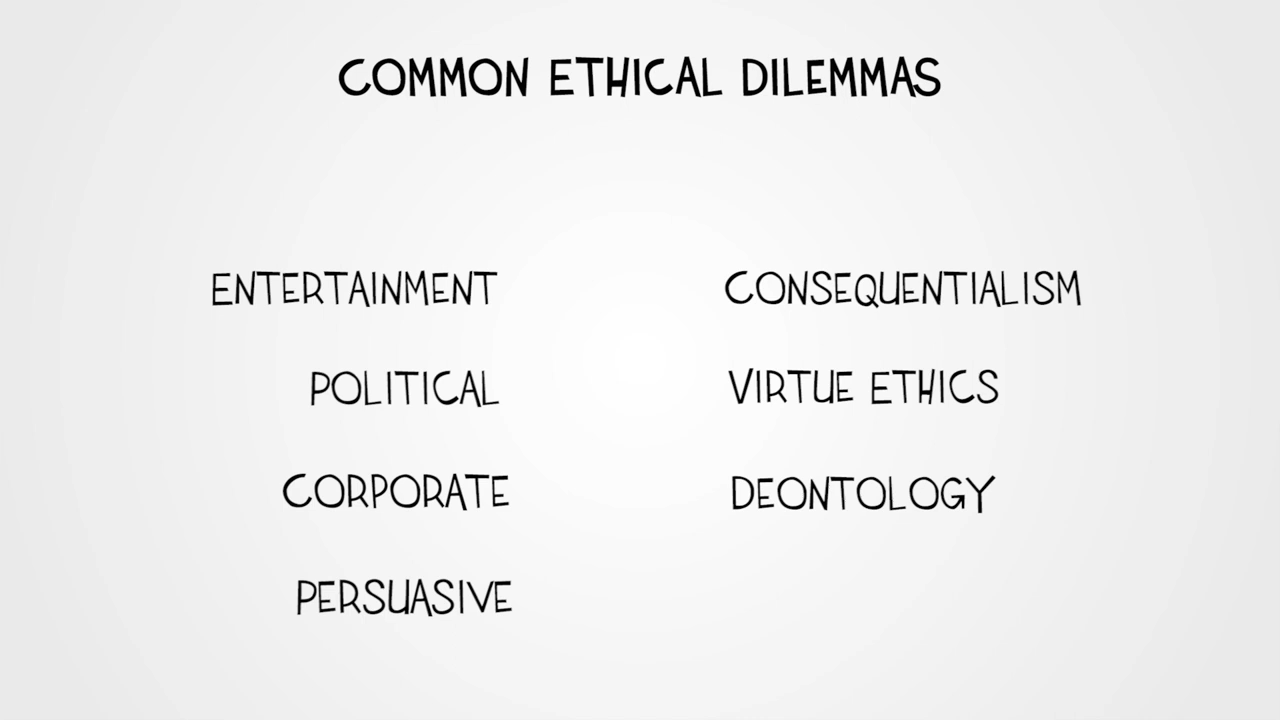 COMMON ETHICAL DILEMMAS
ENTERTAINMENT
POLITICAL
CORPORATE
PERSUASIVE
CONSEQUENTIALISM
VIRTUE ETHICS
DEONTOLOGY